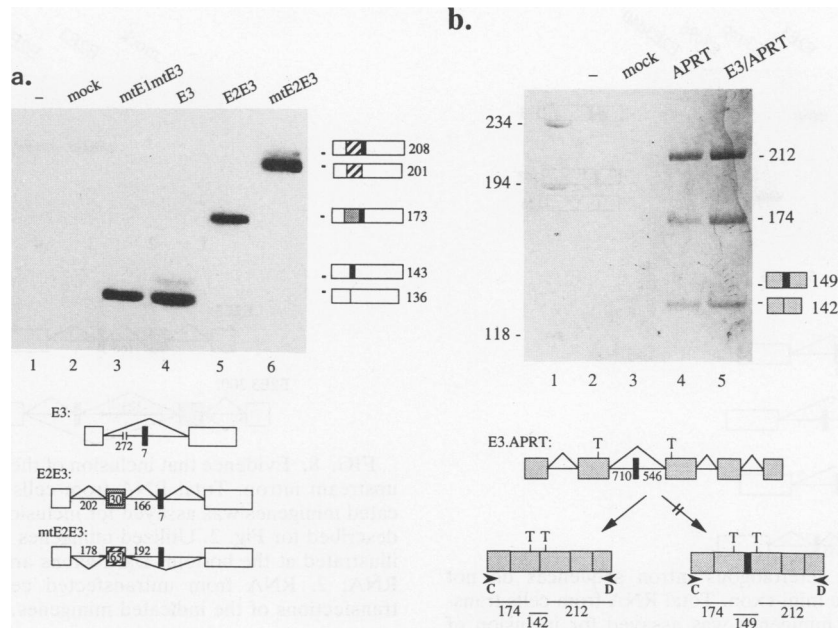 a.
– mock mtE1mtE3 E3 E2E3 mtE2E3
208
201
173
143
136
1 2 3 4 5 6
E3:
272
7
E2E3:
202 30 166
7
mtE2E3:
178 65 192
b.
– mock APRT E3/APRT
234 -
194 -
118 -
- 212
- 174
149
142
1 2 3 4 5
E3.APRT:
T T
710 546
T T
T T
C D
C D
174 212
142
174 212
149